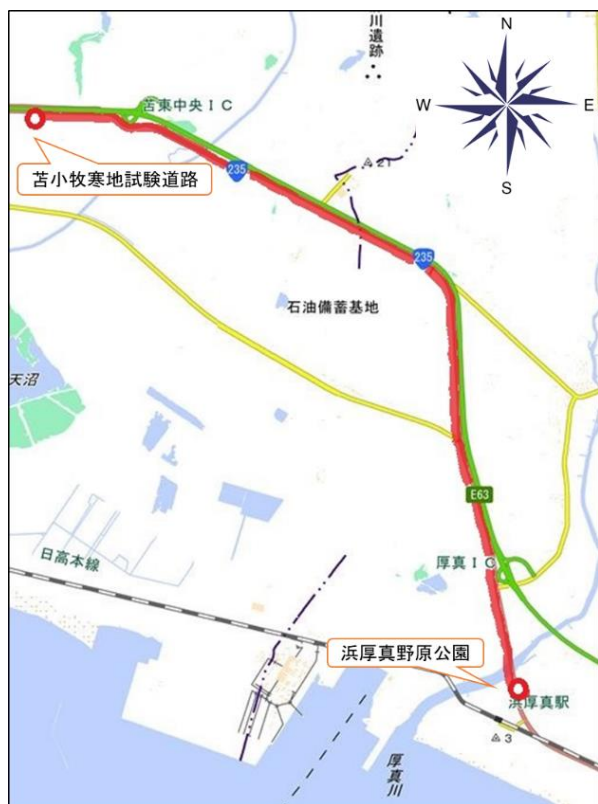 川遺跡
N
W
E
S
苫東中央IC
苫小牧寒地試験道路
235
△21
235
石油備蓄基地
天沼
E63
日高本線
厚真IC
浜厚真野原公園
浜厚真駅
△3
厚真川